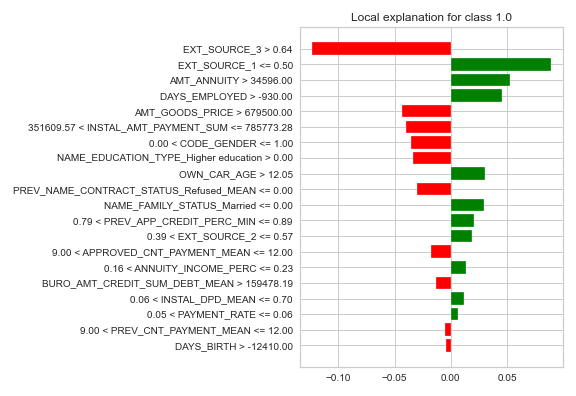 Local explanation for class 1.0
EXT_SOURCE_3 > 0.64
EXT_SOURCE_1 <= 0.50
AMT_ANNUITY > 34596.00
DAYS_EMPLOYED > -930.00
AMT_GOODS_PRICE > 679500.00
351609.57 < INSTAL_AMT_PAYMENT_SUM <= 785773.28
0.00 < CODE_GENDER <= 1.00
NAME_EDUCATION_TYPE_Higher education > 0.00
OWN_CAR_AGE > 12.05
PREV_NAME_CONTRACT_STATUS_Refused_MEAN <= 0.00
NAME_FAMILY_STATUS_Married <= 0.00
0.79 < PREV_APP_CREDIT_PERC_MIN <= 0.89
0.39 < EXT_SOURCE_2 <= 0.57
9.00 < APPROVED_CNT_PAYMENT_MEAN <= 12.00
0.16 < ANNUITY_INCOME_PERC <= 0.23
BURO_AMT_CREDIT_SUM_DEBT_MEAN > 159478.19
0.06 < INSTAL_DPD_MEAN <= 0.70
0.05 < PAYMENT_RATE <= 0.06
9.00 < PREV_CNT_PAYMENT_MEAN <= 12.00
DAYS_BIRTH > -12410.00
−0.10 −0.05 0.00 0.05